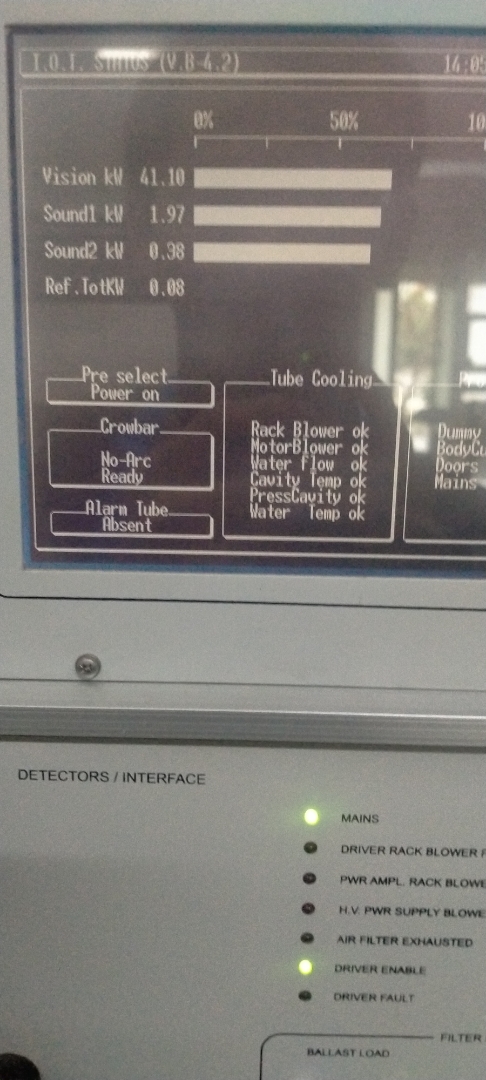 I.O.T. STATUS (V.B-4.2) 14:05
0% 50% 10
Vision kW 41.10
Sound1 kW 1.97
Sound2 kW 0.38
Ref.TotKW 0.08
Pre select
Power on
Crowbar
No-Arc
Ready
Alarm Tube
Absent
Tube Cooling
Rack Blower ok
MotorBlower ok
Water flow ok
Cavity Temp ok
PressCavity ok
Water Temp ok
Dummy
BodyCu
Doors
Mains
DETECTORS / INTERFACE
MAINS
DRIVER RACK BLOWER F
PWR AMPL. RACK BLOWE
H.V. PWR SUPPLY BLOWE
AIR FILTER EXHAUSTED
DRIVER ENABLE
DRIVER FAULT
FILTER
BALLAST LOAD